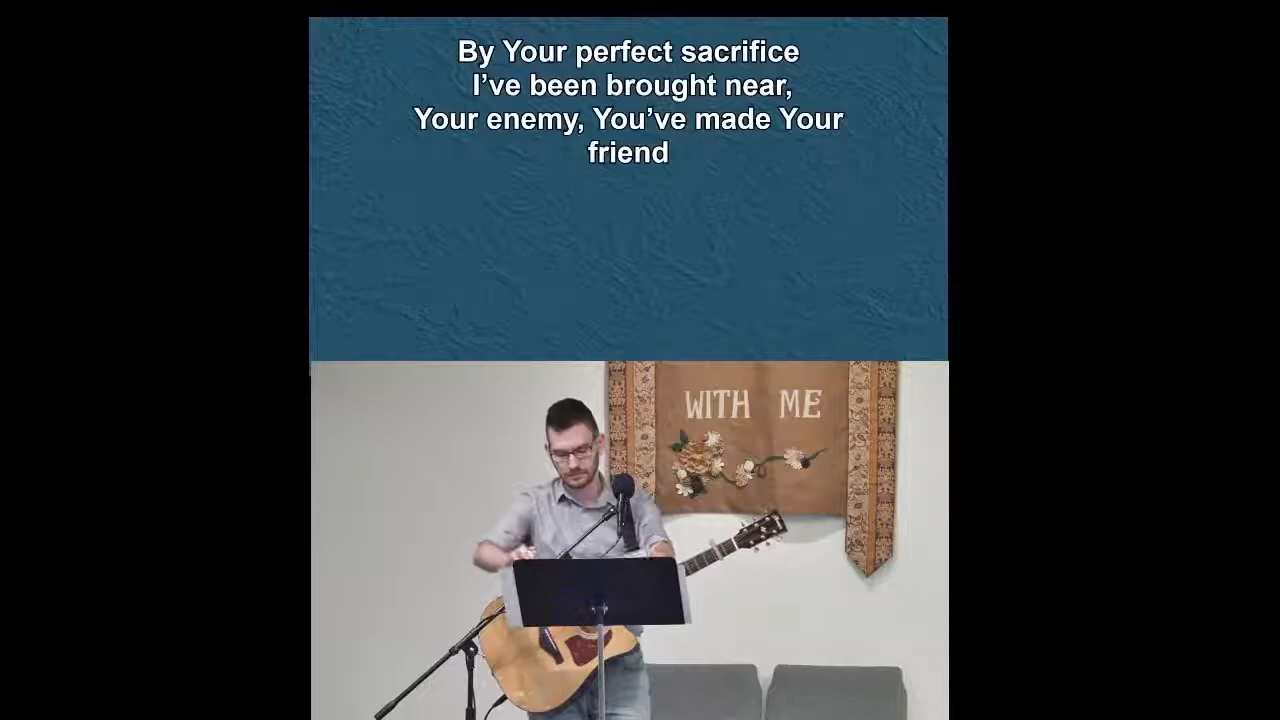 By Your perfect sacrifice
I've been brought near,
Your enemy, You've made Your
friend
WITH ME